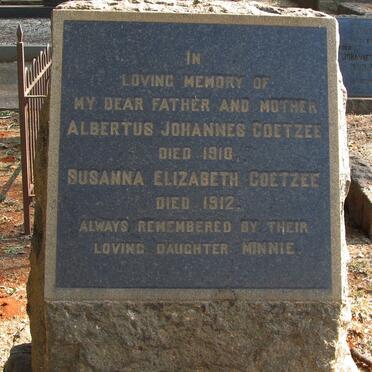 IN
LOVING MEMORY OF
MY DEAR FATHER AND MOTHER
ALBERTUS JOHANNES COETZEE
DIED 1910.
SUSANNA ELIZABETH COETZEE
DIED 1912.
ALWAYS REMEMBERED BY THEIR
LOVING DAUGHTER MINNIE.